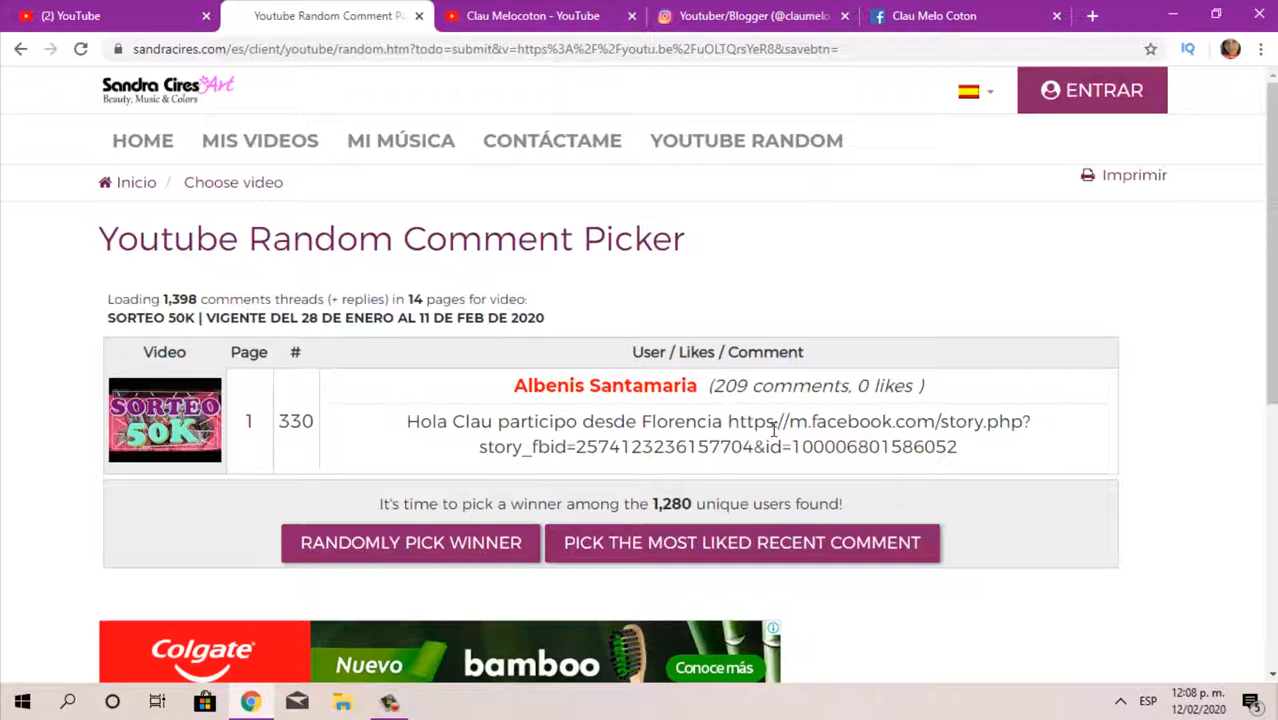 (2) YouTube
Youtube Random Comment P
Clau Melocoton - YouTube
Youtuber/Blogger (@claumelo
Clau Melo Coton
sandracires.com/es/client/youtube/random.htm?todo=submit&v=https%3A%2F%2Fyoutu.be%2FuOLTQrsYeR8&savebtn=
IQ
Sandra Cires Art
Beauty, Music & Colors
ENTRAR
HOME
MIS VIDEOS
MI MÚSICA
CONTÁCTAME
YOUTUBE RANDOM
Inicio / Choose video
Imprimir
Youtube Random Comment Picker
Loading 1,398 comments threads (+ replies) in 14 pages for video:
SORTEO 50K | VIGENTE DEL 28 DE ENERO AL 11 DE FEB DE 2020
Video
Page
#
User / Likes / Comment
SORTEO
50K
1
330
Albenis Santamaria (209 comments, 0 likes )
Hola Clau participo desde Florencia https://m.facebook.com/story.php?
story_fbid=2574123236157704&id=100006801586052
It's time to pick a winner among the 1,280 unique users found!
RANDOMLY PICK WINNER
PICK THE MOST LIKED RECENT COMMENT
Colgate
Nuevo
bamboo
Conoce más
ESP
12:08 p. m.
12/02/2020
5